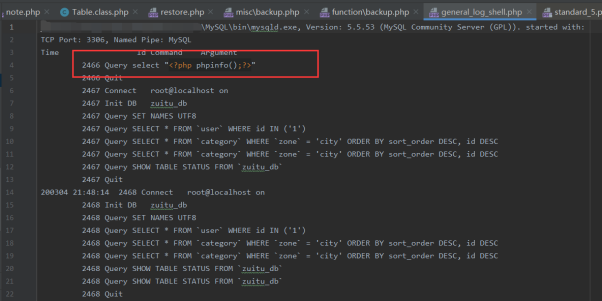 note.php × Table.class.php × restore.php × misc\backup.php × function\backup.php × general_log_shell.php × standard_5.p
1 \MySQL\bin\mysqld.exe, Version: 5.5.53 (MySQL Community Server (GPL)). started with:
2 TCP Port: 3306, Named Pipe: MySQL
3 Time Id Command Argument
4 2466 Query select "<?php phpinfo();?>"
5 2466 Quit
6 2467 Connect root@localhost on
7 2467 Init DB zuitu_db
8 2467 Query SET NAMES UTF8
9 2467 Query SELECT * FROM `user` WHERE id IN ('1')
10 2467 Query SELECT * FROM `category` WHERE `zone` = 'city' ORDER BY sort_order DESC, id DESC
11 2467 Query SELECT * FROM `category` WHERE `zone` = 'city' ORDER BY sort_order DESC, id DESC
12 2467 Query SHOW TABLE STATUS FROM `zuitu_db`
13 2467 Quit
14 200304 21:48:14 2468 Connect root@localhost on
15 2468 Init DB zuitu_db
16 2468 Query SET NAMES UTF8
17 2468 Query SELECT * FROM `user` WHERE id IN ('1')
18 2468 Query SELECT * FROM `category` WHERE `zone` = 'city' ORDER BY sort_order DESC, id DESC
19 2468 Query SELECT * FROM `category` WHERE `zone` = 'city' ORDER BY sort_order DESC, id DESC
20 2468 Query SHOW TABLE STATUS FROM `zuitu_db`
21 2468 Query SHOW TABLE STATUS FROM `zuitu_db`
22 2468 Quit